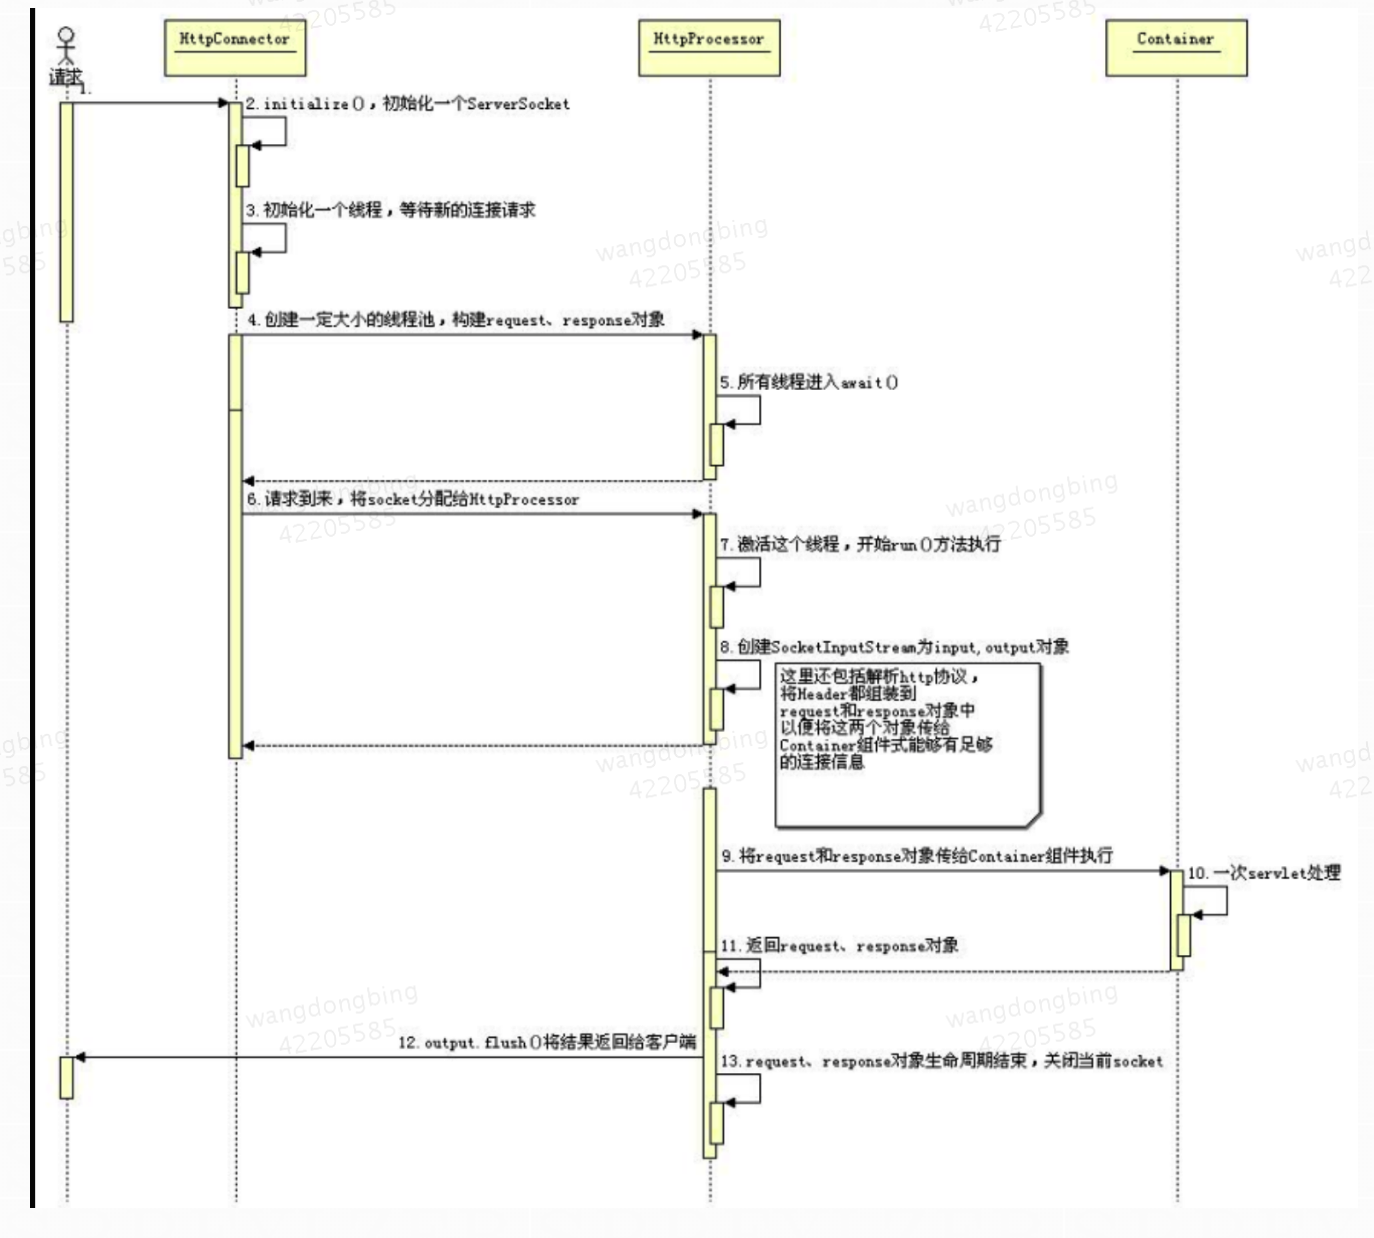 HttpConnector
HttpProcessor
Container
请求
1.
2.initialize()，初始化一个ServerSocket
3.初始化一个线程，等待新的连接请求
4.创建一定大小的线程池，构建request、response对象
5.所有线程进入await()
6.请求到来，将socket分配给HttpProcessor
7.激活这个线程，开始run()方法执行
8.创建SocketInputStream为input,output对象
这里还包括解析http协议，
将Header都组装到
request和response对象中
以便将这两个对象传给
Container组件式能够有足够
的连接信息
9.将request和response对象传给Container组件执行
10.一次servlet处理
11.返回request、response对象
12.output.flush()将结果返回给客户端
13.request、response对象生命周期结束，关闭当前socket
42205585
42205585
wangdongbing
42205585
wangdongbing
42205585
42205585
wangdongbing
42205585
wangdongbing
42205585
wangdongbing
42205585